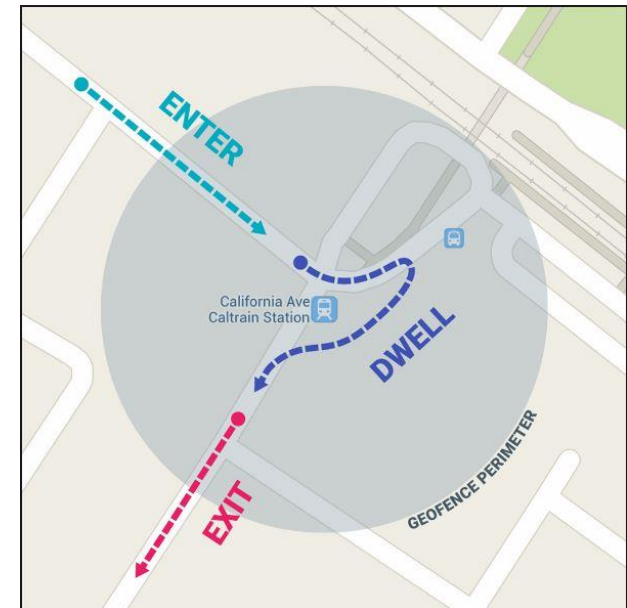 ENTER
California Ave
Caltrain Station
DWELL
GEOFENCE PERIMETER
EXIT